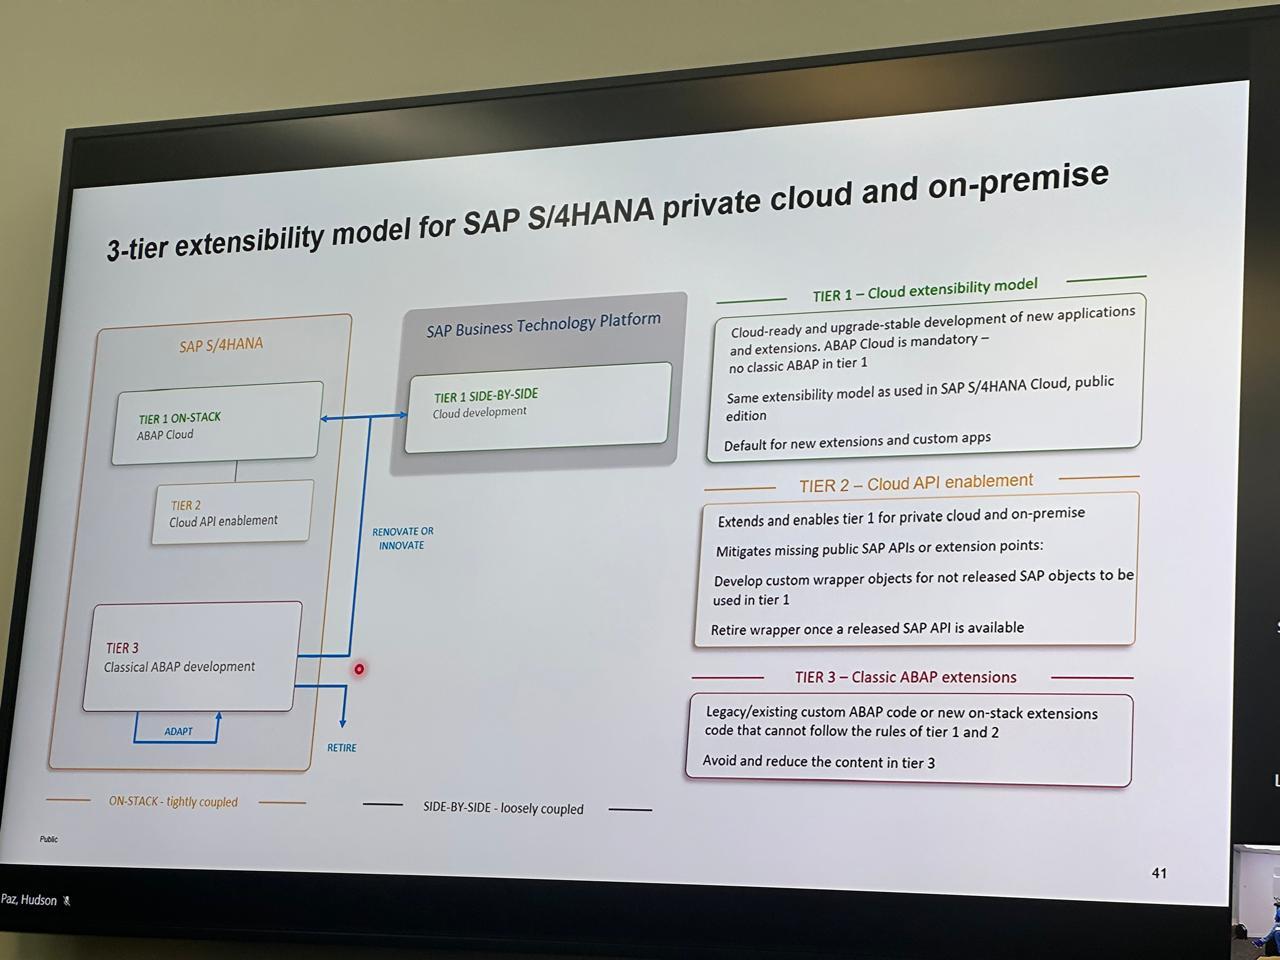 3-tier extensibility model for SAP S/4HANA private cloud and on-premise
SAP S/4HANA
TIER 1 ON-STACK
ABAP Cloud
TIER 2
Cloud API enablement
TIER 3
Classical ABAP development
ADAPT
RENOVATE OR
INNOVATE
RETIRE
SAP Business Technology Platform
TIER 1 SIDE-BY-SIDE
Cloud development
ON-STACK - tightly coupled
SIDE-BY-SIDE - loosely coupled
TIER 1 – Cloud extensibility model
Cloud-ready and upgrade-stable development of new applications
and extensions. ABAP Cloud is mandatory –
no classic ABAP in tier 1
Same extensibility model as used in SAP S/4HANA Cloud, public
edition
Default for new extensions and custom apps
TIER 2 – Cloud API enablement
Extends and enables tier 1 for private cloud and on-premise
Mitigates missing public SAP APIs or extension points:
Develop custom wrapper objects for not released SAP objects to be
used in tier 1
Retire wrapper once a released SAP API is available
TIER 3 – Classic ABAP extensions
Legacy/existing custom ABAP code or new on-stack extensions
code that cannot follow the rules of tier 1 and 2
Avoid and reduce the content in tier 3
Public
41
Paz, Hudson